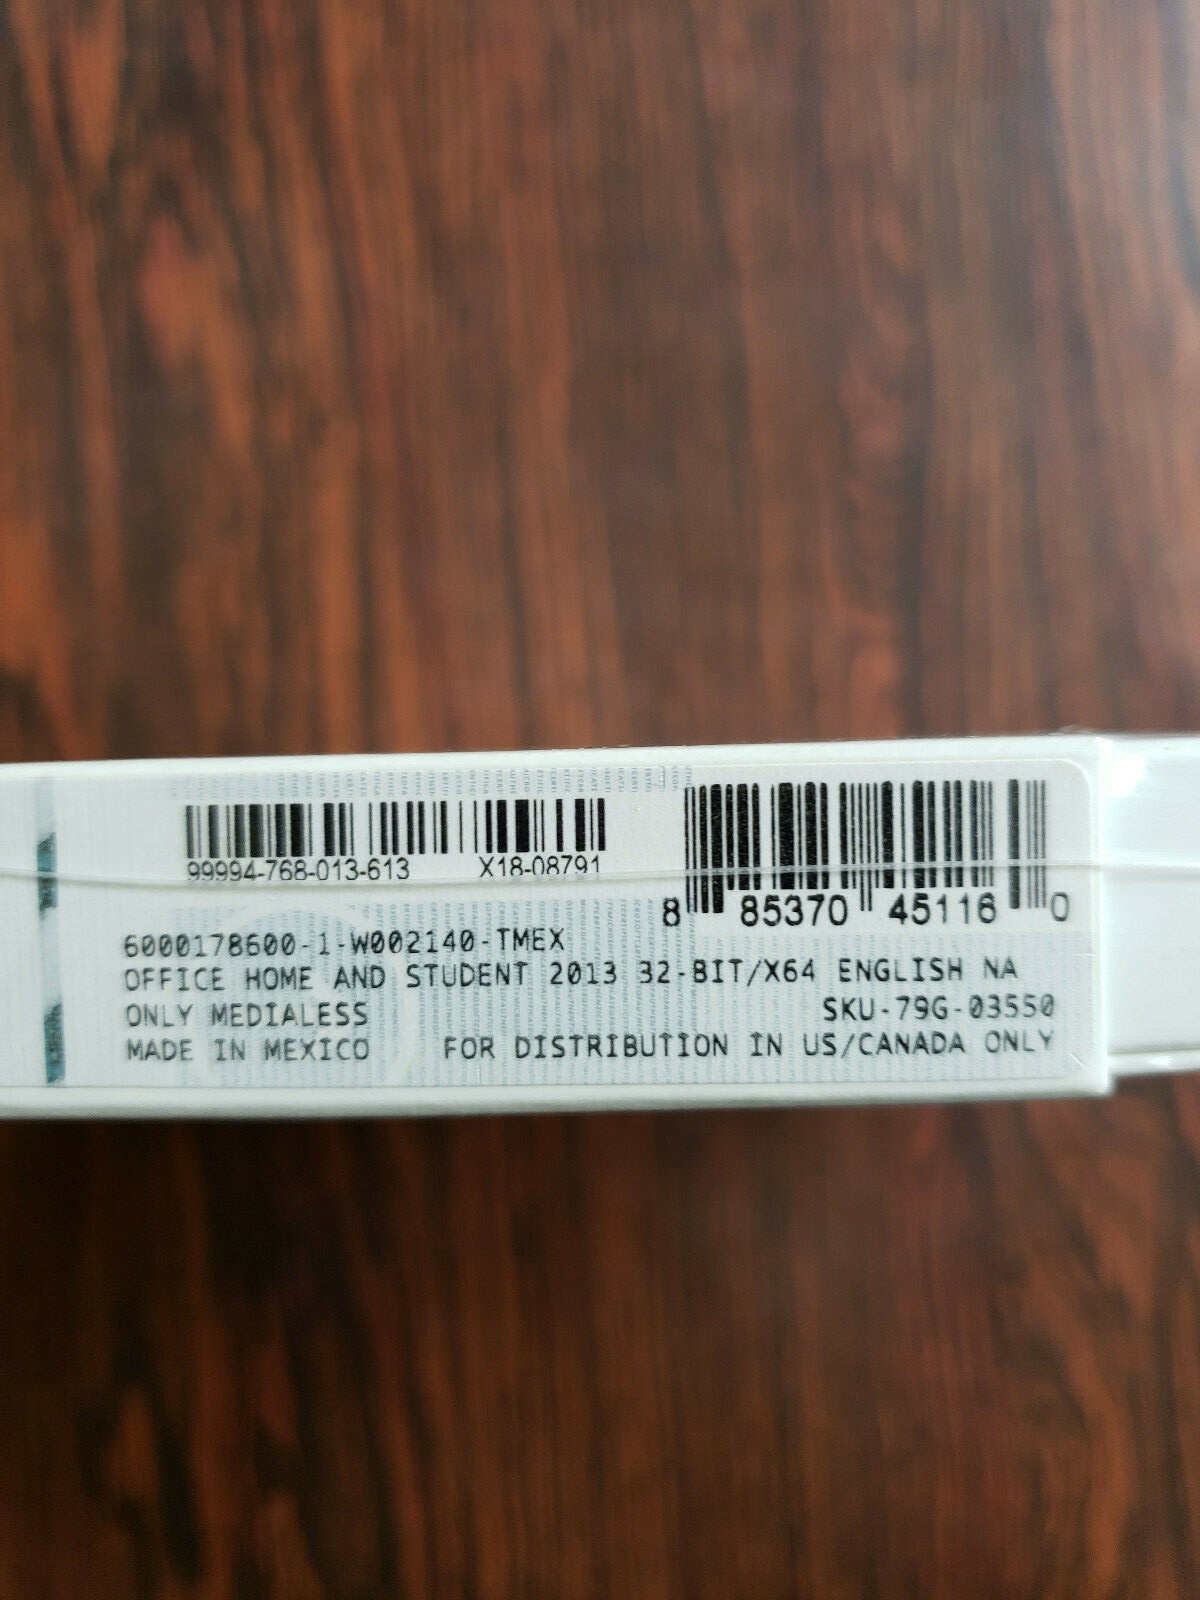 99994-768-013-613 X18-08791
8 85370 45116 0
6000178600-1-W002140-TMEX
OFFICE HOME AND STUDENT 2013 32-BIT/X64 ENGLISH NA
ONLY MEDIALESS SKU-79G-03550
MADE IN MEXICO FOR DISTRIBUTION IN US/CANADA ONLY